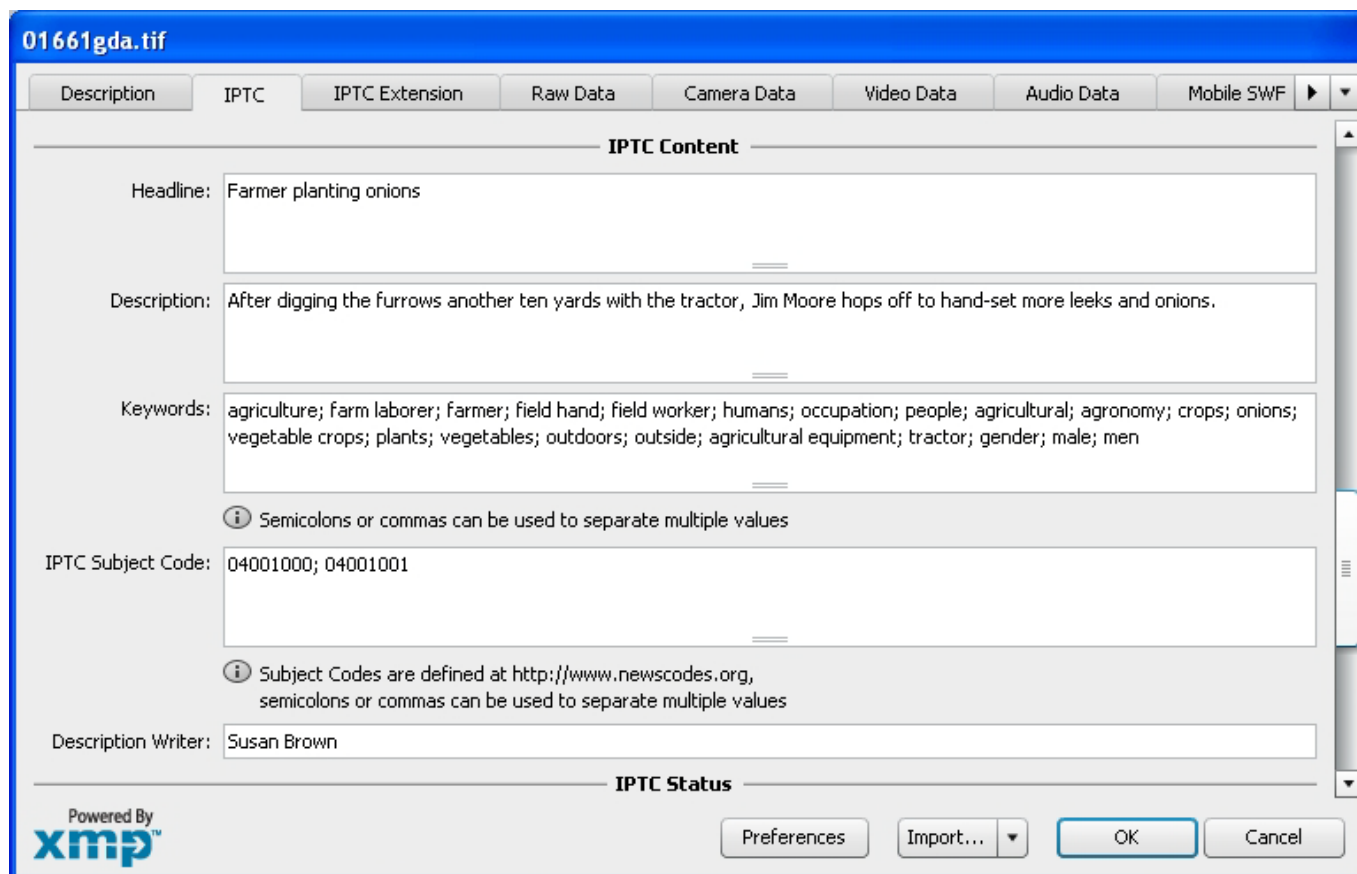 01661gda.tif
Description IPTC IPTC Extension Raw Data Camera Data Video Data Audio Data Mobile SWF
IPTC Content
Headline: Farmer planting onions
Description: After digging the furrows another ten yards with the tractor, Jim Moore hops off to hand-set more leeks and onions.
Keywords: agriculture; farm laborer; farmer; field hand; field worker; humans; occupation; people; agricultural; agronomy; crops; onions;
vegetable crops; plants; vegetables; outdoors; outside; agricultural equipment; tractor; gender; male; men
Semicolons or commas can be used to separate multiple values
IPTC Subject Code: 04001000; 04001001
Subject Codes are defined at http://www.newscodes.org,
semicolons or commas can be used to separate multiple values
Description Writer: Susan Brown
IPTC Status
Powered By
xmp™
Preferences Import... OK Cancel